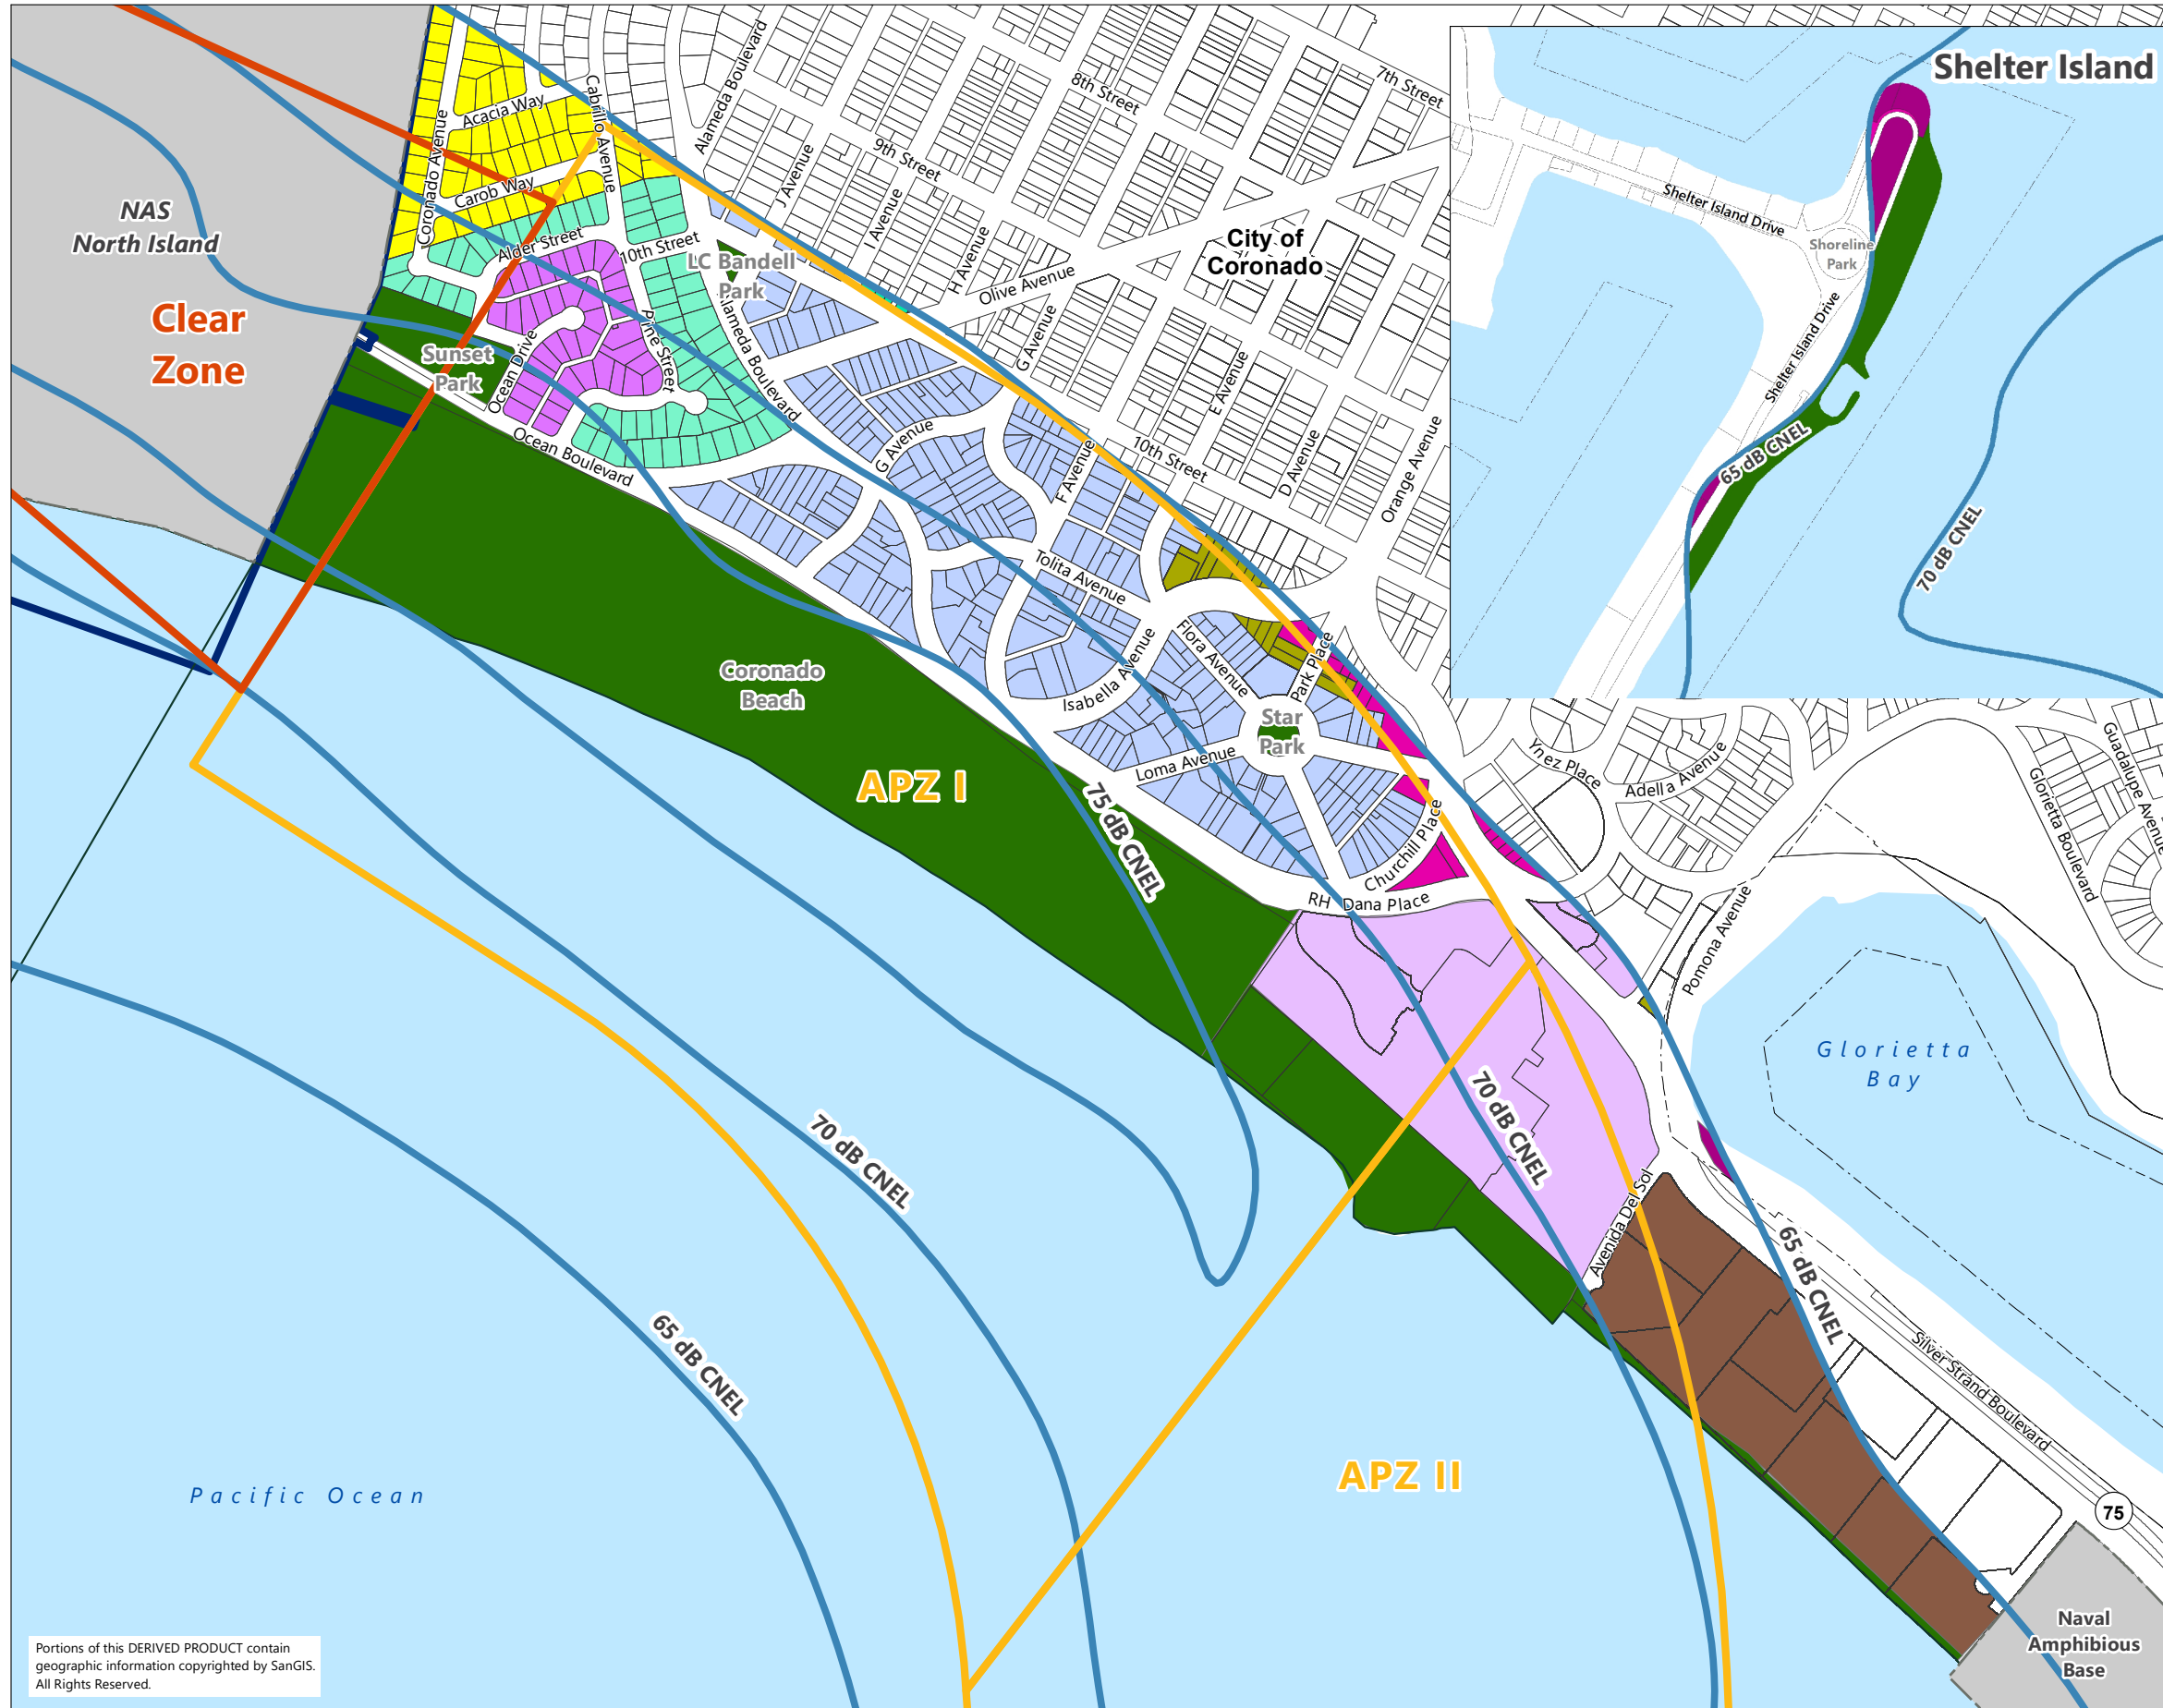 Shelter Island
7th Street
8th Street
Alameda Boulevard
Cabrillo Avenue
Acacia Way
Coronado Avenue
9th Street
J Avenue
Carob Way
I Avenue
NAS
North Island
Alder Street
10th Street
H Avenue
City of
Coronado
LC Bandell
Park
Olive Avenue
Shelter Island Drive
Shoreline
Park
Clear
Zone
Sunset
Park
Ocean Drive
Pine Street
Alameda Boulevard
G Avenue
E Avenue
Shelter Island Drive
G Avenue
Ocean Boulevard
F Avenue
10th Street
D Avenue
Orange Avenue
65 dB CNEL
70 dB CNEL
Tolita Avenue
Flora Avenue
Isabella Avenue
Park Place
Coronado
Beach
Star
Park
Loma Avenue
Ynez Place
Adella Avenue
Glorietta Boulevard
Guadalupe Avenue
APZ I
75 dB CNEL
Churchill Place
RH Dana Place
Pomona Avenue
Glorietta
Bay
70 dB CNEL
70 dB CNEL
Avenida Del Sol
65 dB CNEL
65 dB CNEL
Silver Strand Boulevard
APZ II
Pacific Ocean
75
Naval
Amphibious
Base
Portions of this DERIVED PRODUCT contain
geographic information copyrighted by SanGIS.
All Rights Reserved.